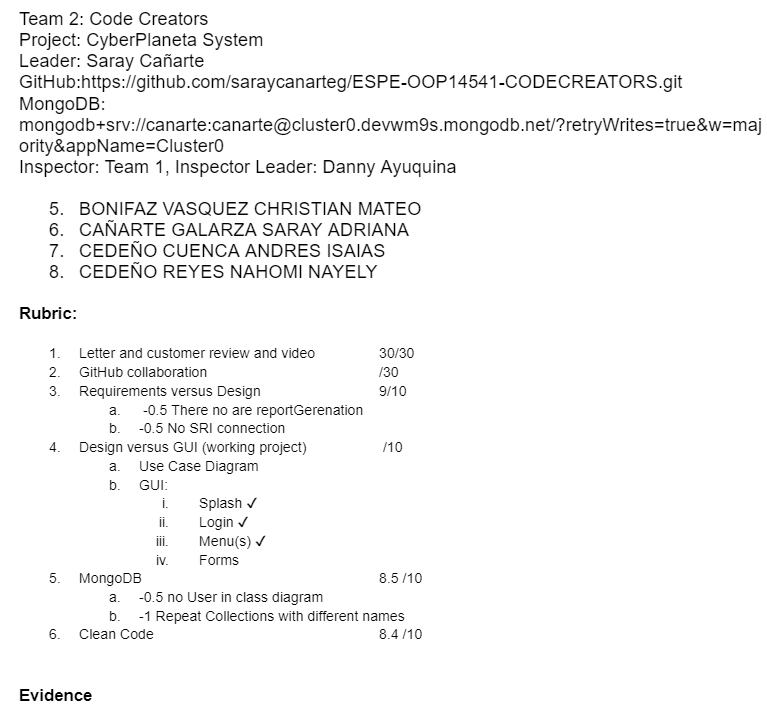 Team 2: Code Creators
Project: CyberPlaneta System
Leader: Saray Cañarte
GitHub:https://github.com/saraycanarteg/ESPE-OOP14541-CODECREATORS.git
MongoDB:
mongodb+srv://canarte:canarte@cluster0.devwm9s.mongodb.net/?retryWrites=true&w=maj
ority&appName=Cluster0
Inspector: Team 1, Inspector Leader: Danny Ayuquina
5. BONIFAZ VASQUEZ CHRISTIAN MATEO
6. CAÑARTE GALARZA SARAY ADRIANA
7. CEDEÑO CUENCA ANDRES ISAIAS
8. CEDEÑO REYES NAHOMI NAYELY
Rubric:
1. Letter and customer review and video 30/30
2. GitHub collaboration /30
3. Requirements versus Design 9/10
a. -0.5 There no are reportGerenation
b. -0.5 No SRI connection
4. Design versus GUI (working project) /10
a. Use Case Diagram
b. GUI:
i. Splash ✓
ii. Login ✓
iii. Menu(s) ✓
iv. Forms
5. MongoDB 8.5 /10
a. -0.5 no User in class diagram
b. -1 Repeat Collections with different names
6. Clean Code 8.4 /10
Evidence